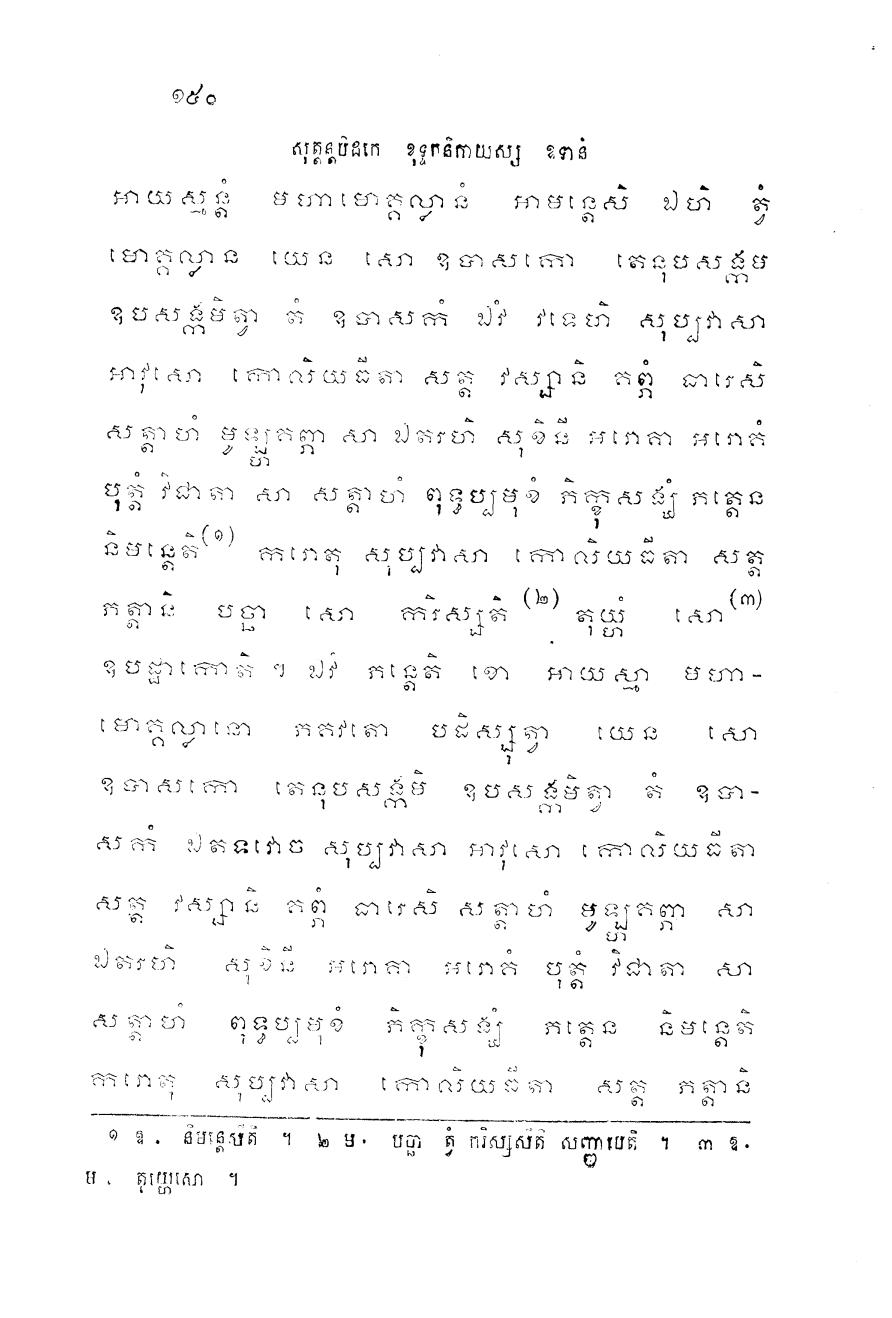 ១៥០
សុត្តន្តបិដកេ ខុទ្ទកនិកាយស្ស ឧទានំ
អាយស្មន្តំ មហាមោគ្គល្លានំ អាមន្តេសិ ឯហិ ត្វំ
មោគ្គល្លាន យេន សោ ឧបាសកោ តេនុបសង្កម
ឧបសង្កមិត្វា តំ ឧបាសកំ ឯវំ វទេហិ សុប្បវាសា
អាវុសោ កោលិយធីតា សត្ត វស្សានិ គព្ភំ ធារេសិ
សត្តាហំ មូឡ្ហគព្ភា សា ឯតរហិ សុខិនី អរោគា អរោគំ
បុត្តំ វិជាតា សា សត្តាហំ ពុទ្ធប្បមុខំ ភិក្ខុសង្ឃំ ភត្តេន
និមន្តេតិ(១) ករោតុ សុប្បវាសា កោលិយធីតា សត្ត
ភត្តានិ បច្ឆា សោ ករិស្សតិ(២) តុយ្ហំ សោ(៣)
ឧបដ្ឋាកោតិ ។ ឯវំ ភន្តេតិ ខោ អាយស្មា មហា-
មោគ្គល្លានោ ភគវតោ បដិស្សុត្វា យេន សោ
ឧបាសកោ តេនុបសង្កមិ ឧបសង្កមិត្វា តំ ឧបា-
សកំ ឯតទវោច សុប្បវាសា អាវុសោ កោលិយធីតា
សត្ត វស្សានិ គព្ភំ ធារេសិ សត្តាហំ មូឡ្ហគព្ភា សា
ឯតរហិ សុខិនី អរោគា អរោគំ បុត្តំ វិជាតា សា
សត្តាហំ ពុទ្ធប្បមុខំ ភិក្ខុសង្ឃំ ភត្តេន និមន្តេតិ
ករោតុ សុប្បវាសា កោលិយធីតា សត្ត ភត្តានិ
១ ឱ. និមន្តេសីតិ ។ ២ ម. បច្ឆា ត្វំ ករិស្សសីតិ សញ្ញាបេតិ ។ ៣ ឱ.
ម. តុយ្ហេសោ ។